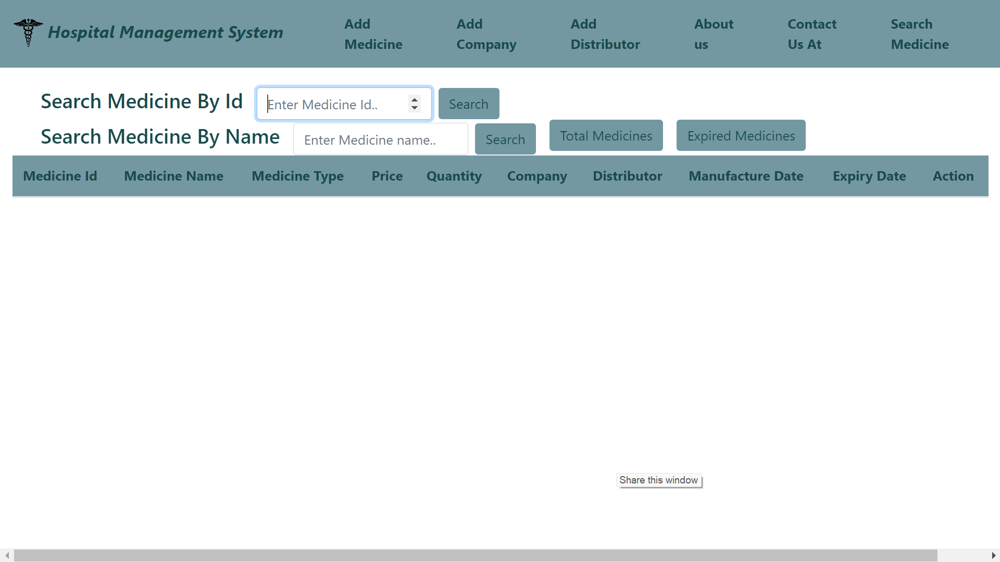 Hospital Management System
Add Medicine
Add Company
Add Distributor
About us
Contact Us At
Search Medicine
Search Medicine By Id
Enter Medicine Id..
Search
Search Medicine By Name
Enter Medicine name..
Search
Total Medicines
Expired Medicines
Medicine Id Medicine Name Medicine Type Price Quantity Company Distributor Manufacture Date Expiry Date Action
Share this window